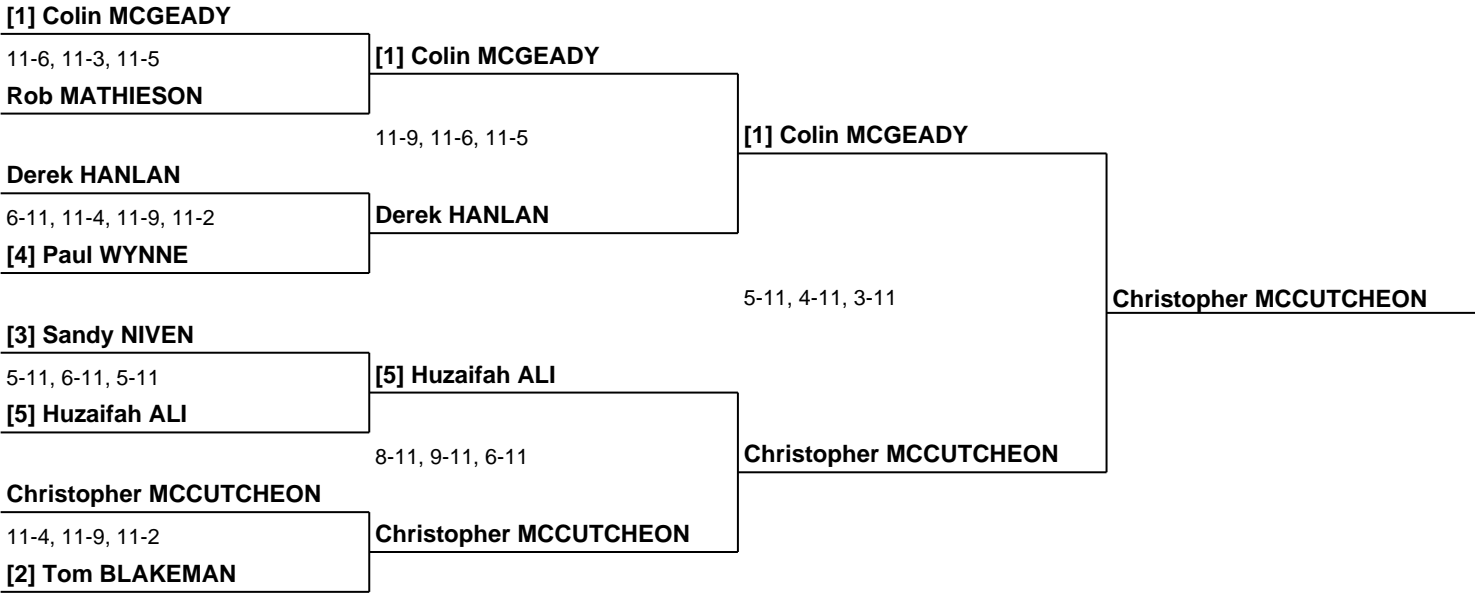 [1] Colin MCGEADY
11-6, 11-3, 11-5
Rob MATHIESON
Derek HANLAN
6-11, 11-4, 11-9, 11-2
[4] Paul WYNNE
[3] Sandy NIVEN
5-11, 6-11, 5-11
[5] Huzaifah ALI
Christopher MCCUTCHEON
11-4, 11-9, 11-2
[2] Tom BLAKEMAN
[1] Colin MCGEADY
11-9, 11-6, 11-5
Derek HANLAN
[5] Huzaifah ALI
8-11, 9-11, 6-11
Christopher MCCUTCHEON
[1] Colin MCGEADY
5-11, 4-11, 3-11
Christopher MCCUTCHEON
Christopher MCCUTCHEON